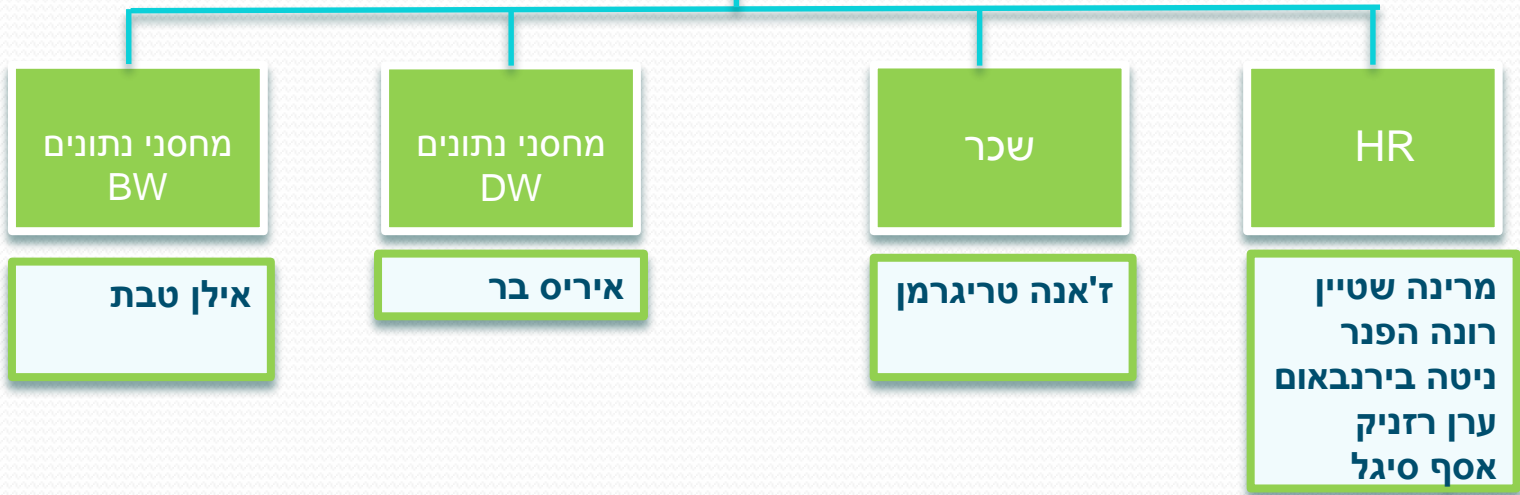 HR
מרינה שטיין
רונה הפנר
ניטה בירנבאום
ערן רזניק
אסף סיגל
שכר
ז'אנה טריגרמן
מחסני נתונים
DW
איריס בר
מחסני נתונים
BW
אילן טבת